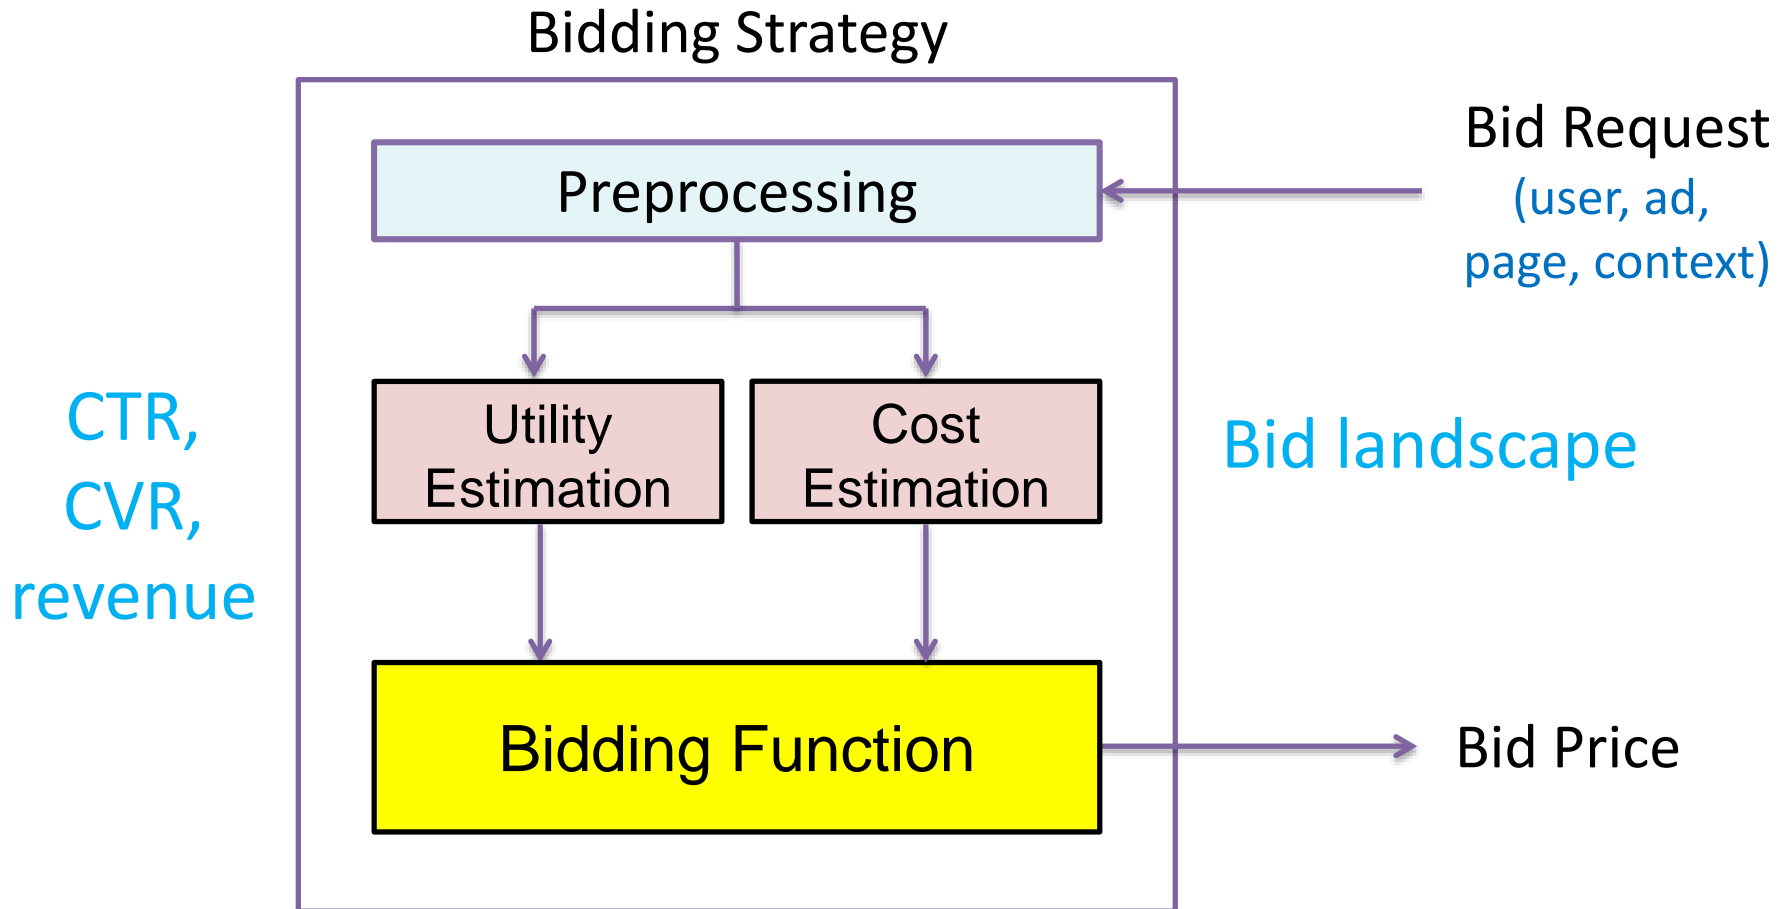 Bidding Strategy
Preprocessing
Bid Request
(user, ad,
page, context)
CTR,
CVR,
revenue
Utility
Estimation
Cost
Estimation
Bid landscape
Bidding Function
Bid Price